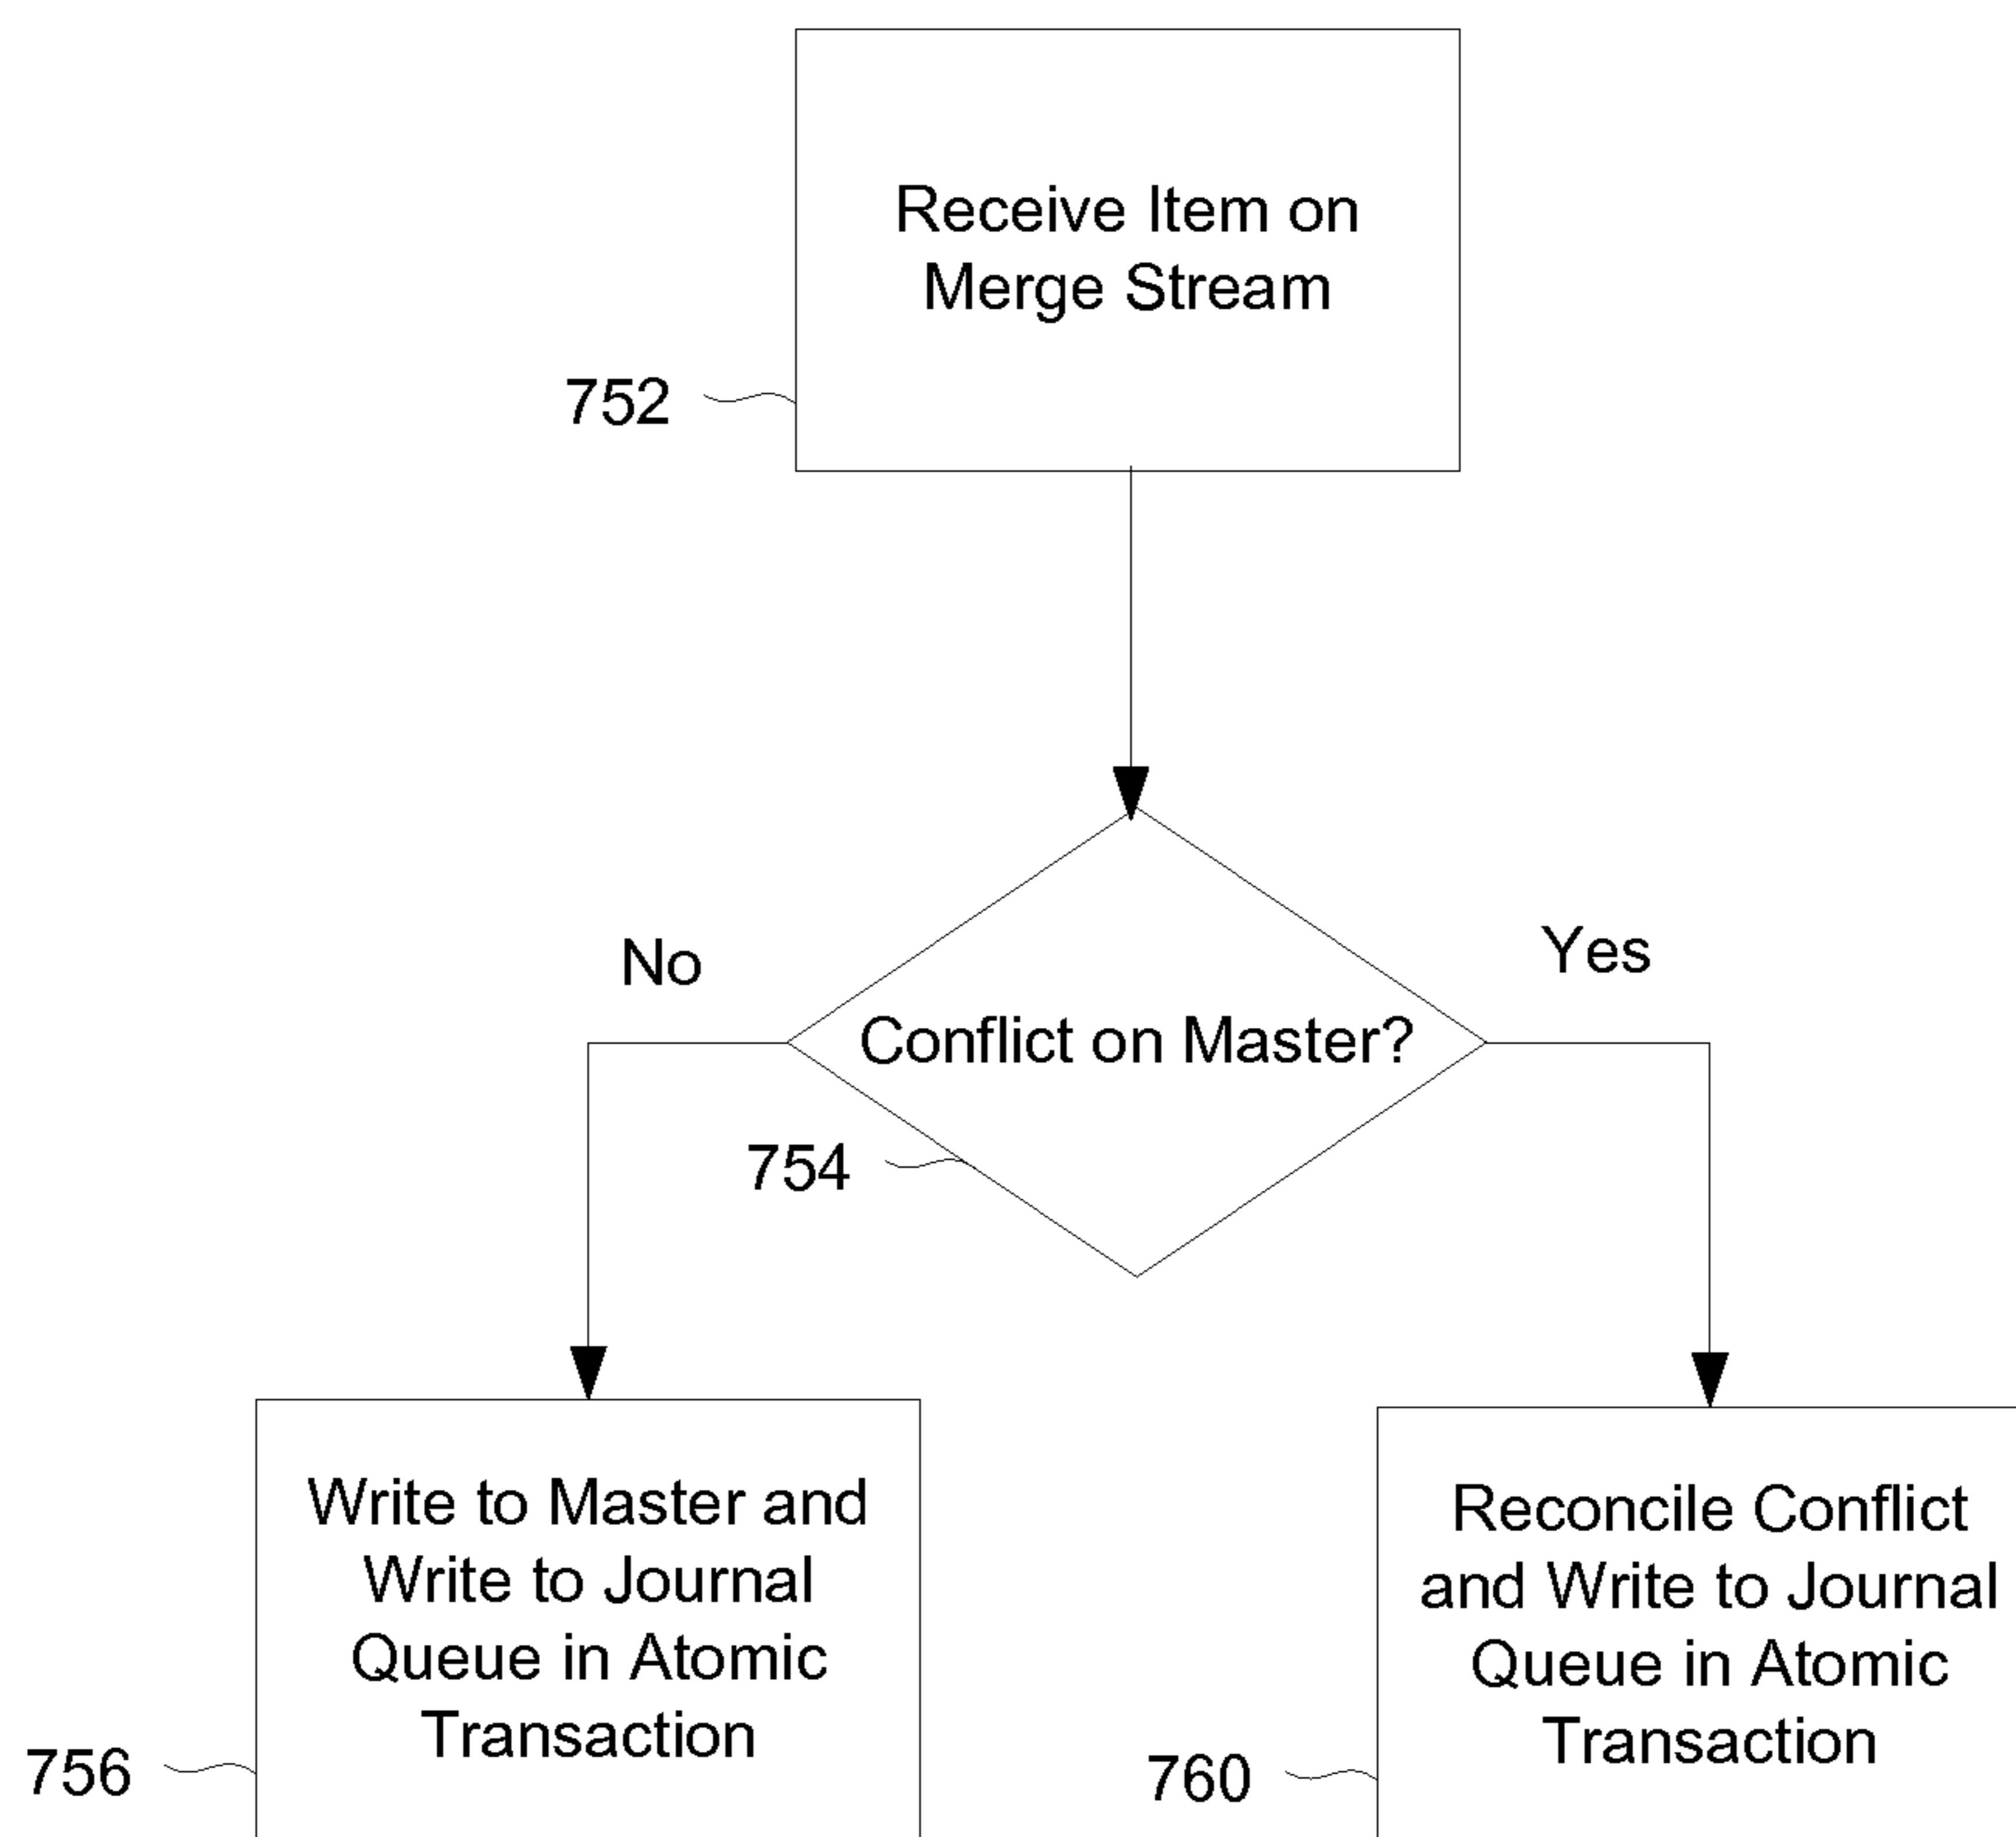 Receive Item on
Merge Stream
752
No
Yes
Conflict on Master?
754
Write to Master and
Write to Journal
Queue in Atomic
Transaction
756
Reconcile Conflict
and Write to Journal
Queue in Atomic
Transaction
760